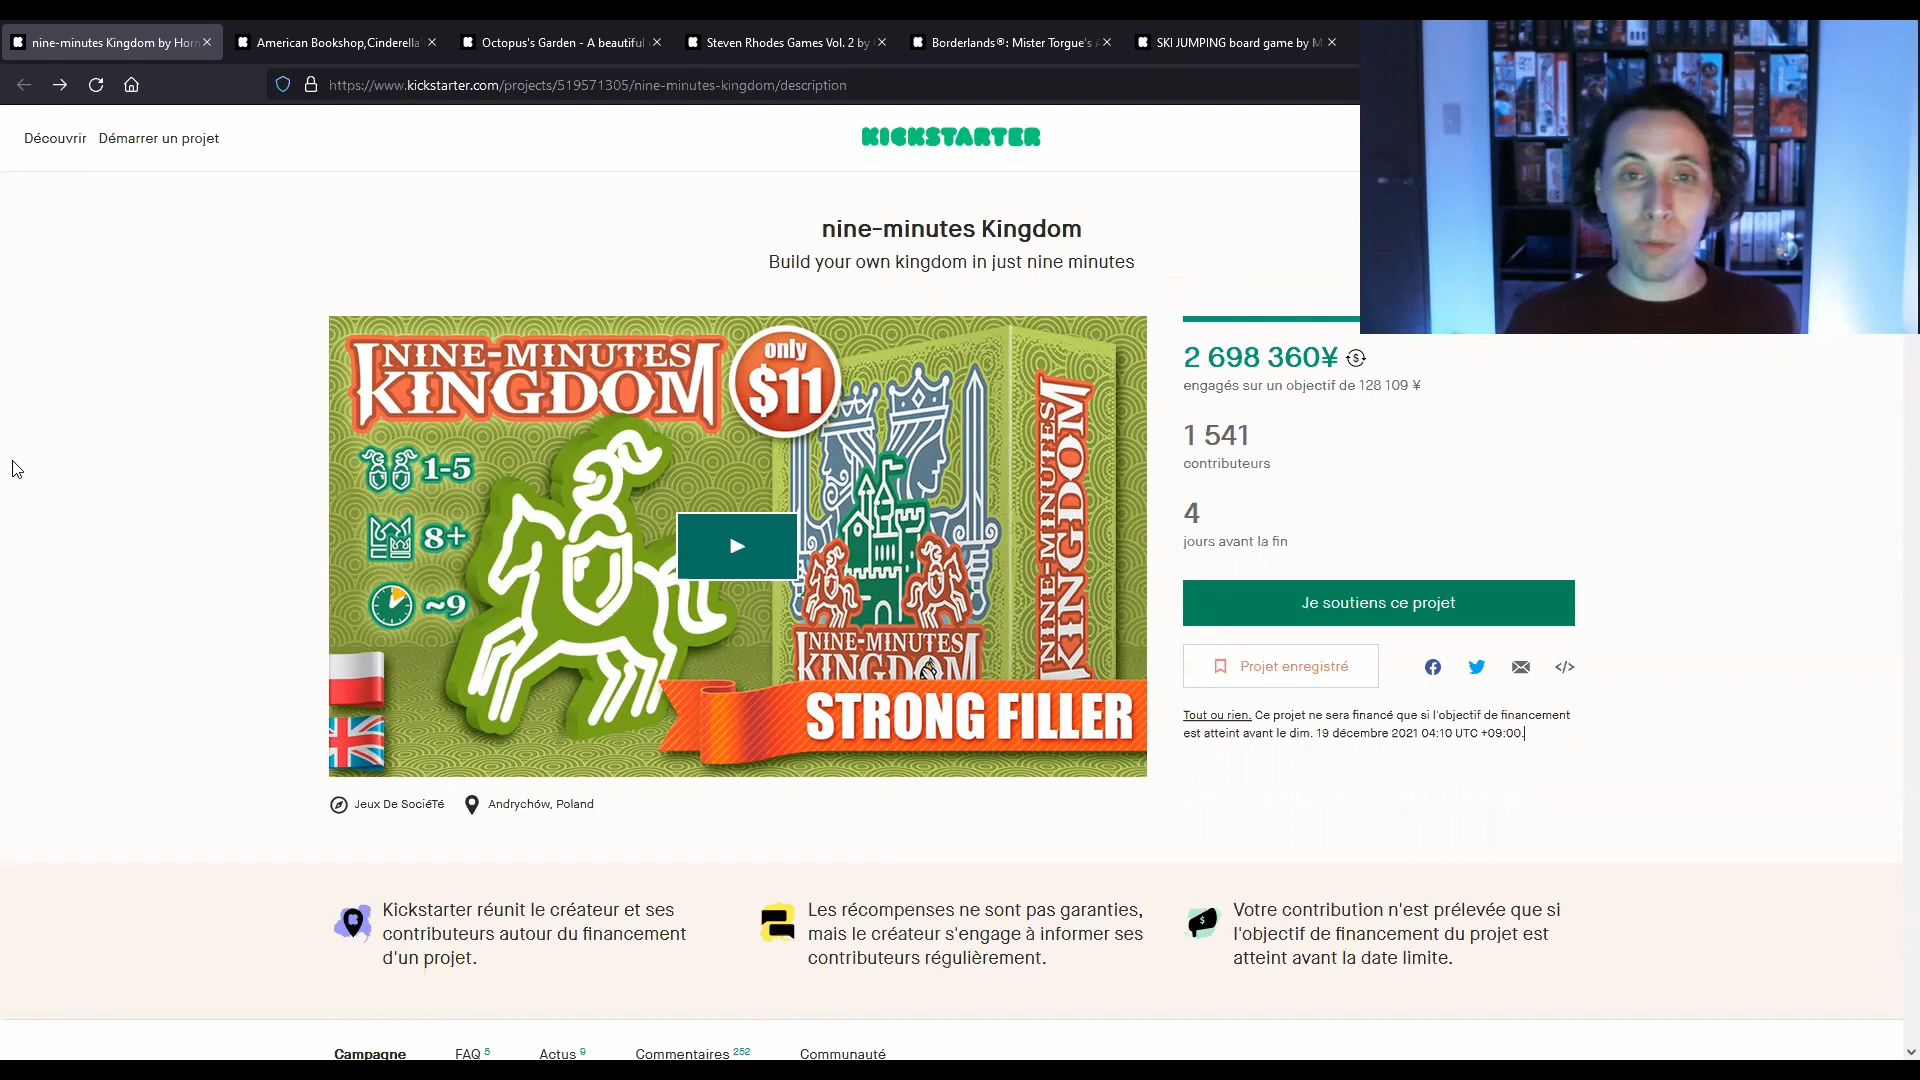 nine-minutes Kingdom by Horn
American Bookshop,Cinderella'
Octopus's Garden - A beautiful
Steven Rhodes Games Vol. 2 by
Borderlands®: Mister Torgue's
SKI JUMPING board game by M
https://www.kickstarter.com/projects/519571305/nine-minutes-kingdom/description
Découvrir
Démarrer un projet
KICKSTARTER
nine-minutes Kingdom
Build your own kingdom in just nine minutes
NINE-MINUTES
KINGDOM
only
$11
1-5
8+
~9
NINE-MINUTES
KINGDOM
NINE-MINUTES
KINGDOM
STRONG FILLER
2 698 360¥
engagés sur un objectif de 128 109 ¥
1 541
contributeurs
4
jours avant la fin
Je soutiens ce projet
Projet enregistré
Tout ou rien. Ce projet ne sera financé que si l'objectif de financement
est atteint avant le dim. 19 décembre 2021 04:10 UTC +09:00.
Jeux De SociéTé
Andrychów, Poland
Kickstarter réunit le créateur et ses
contributeurs autour du financement
d'un projet.
Les récompenses ne sont pas garanties,
mais le créateur s'engage à informer ses
contributeurs régulièrement.
Votre contribution n'est prélevée que si
l'objectif de financement du projet est
atteint avant la date limite.
Campagne
FAQ 5
Actus 9
Commentaires 252
Communauté